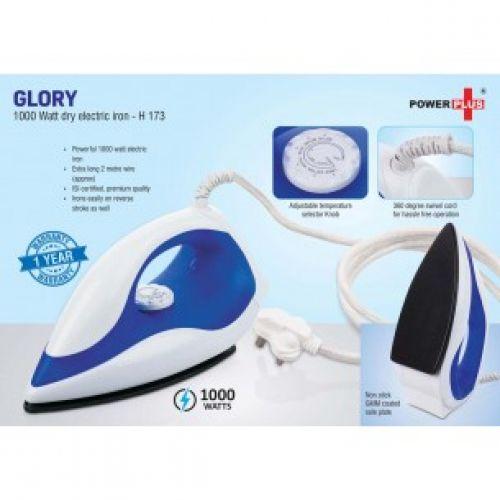 GLORY
1000 Watt dry electric iron - H 173
POWER PLUS
®
• Powerful 1000 watt electric
iron
• Extra long 2 metre wire
(approx)
• ISI certified, premium quality
• Irons easily on reverse
stroke as well
Adjustable temperature
selector Knob
360 degree swivel cord
for hassle free operation
WARRANTY
1 YEAR
WARRANTY
1000
WATTS
Non stick
GMM coated
sole plate